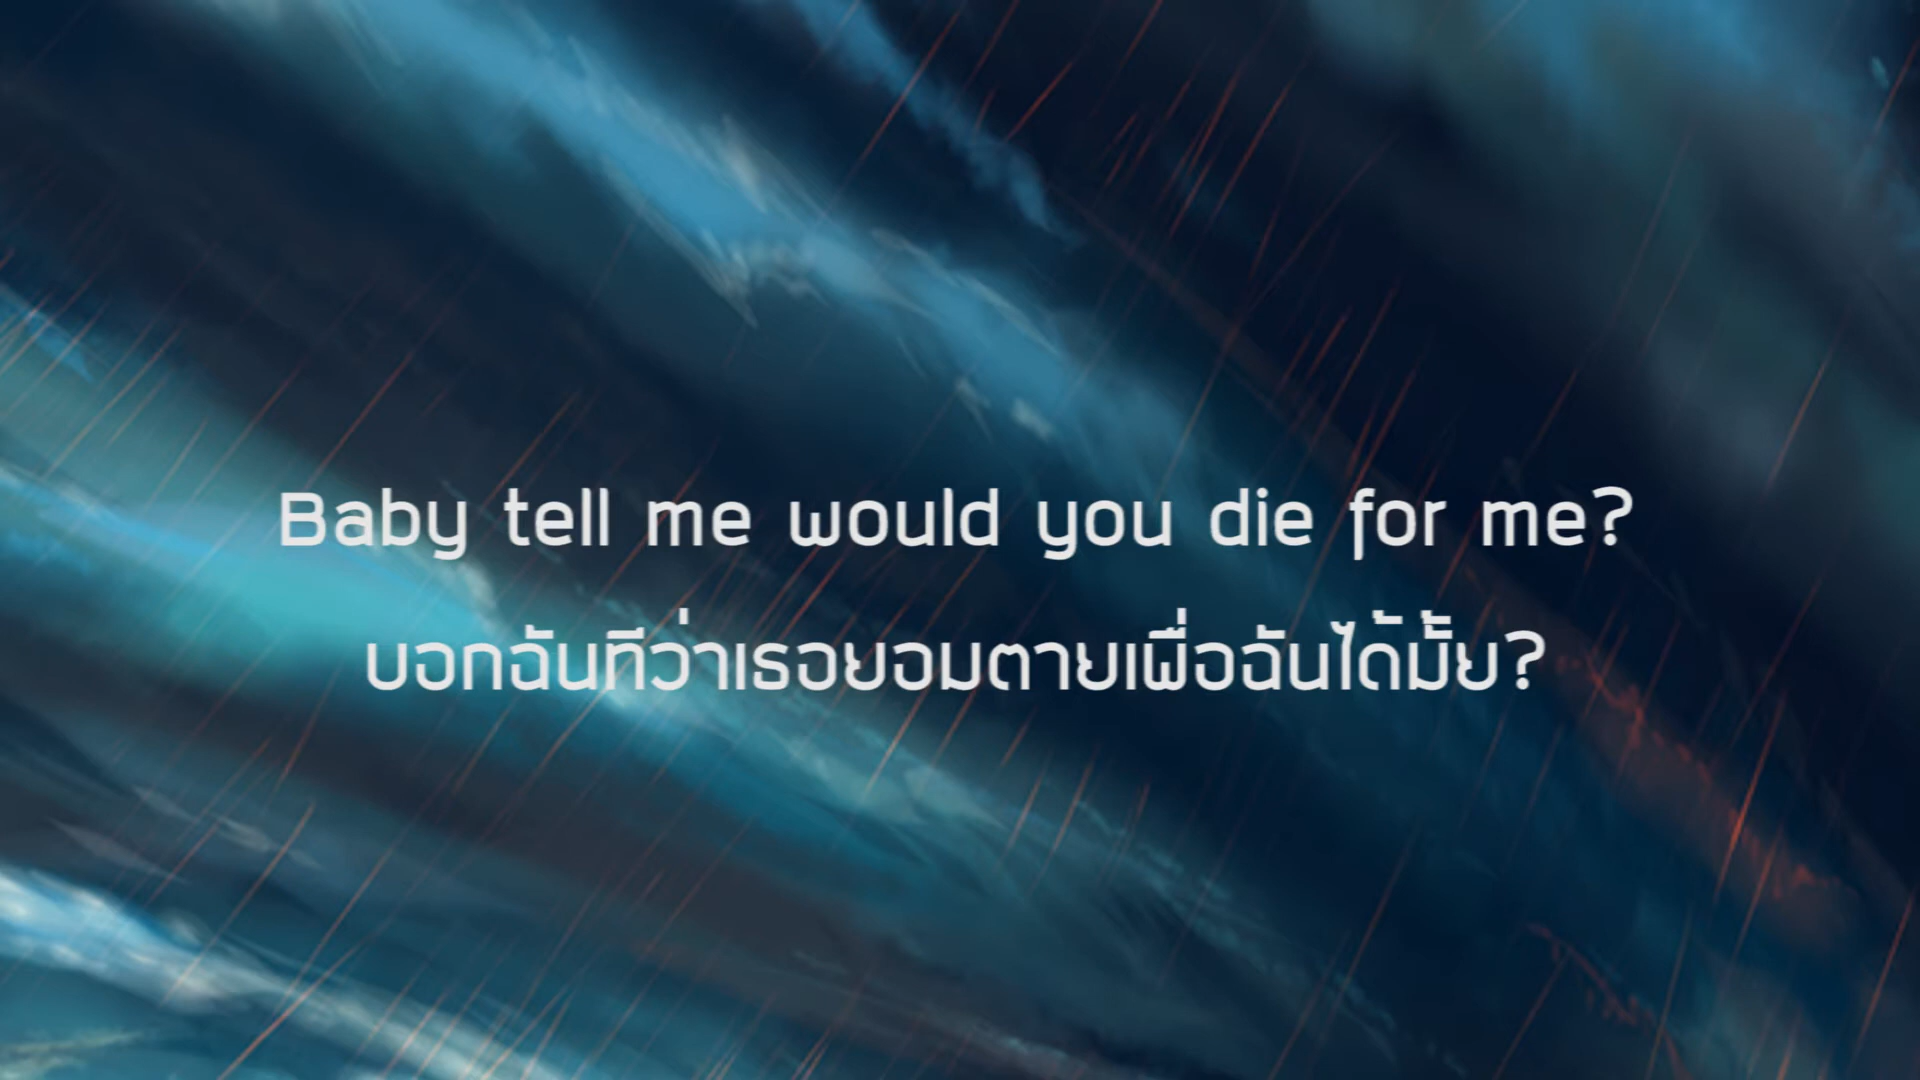 Baby tell me would you die for me?
บอกฉันทีว่าเธอยอมตายเพื่อฉันได้มั้ย?